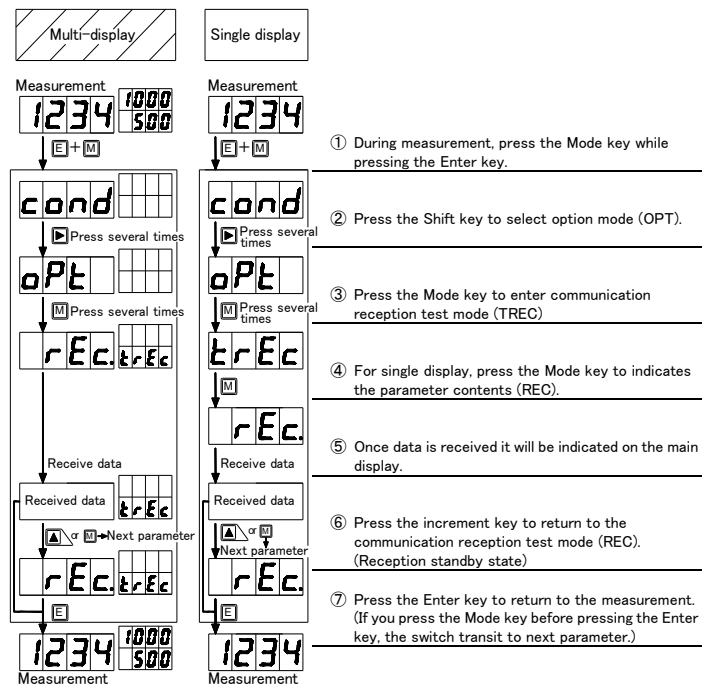 Multi-display
Single display
Measurement
1234 1000
500
E+M
cond
▶ Press several times
oPt
M Press several times
rEc. trEc
Receive data
Received data trEc
▲ or M → Next parameter
rEc. trEc
E
1234 1000
500
Measurement
Measurement
1234
E+M
cond
▶ Press several
times
oPt
M Press several
times
trEc
M
rEc.
Receive data
Received data
▲ or M
Next parameter
rEc.
E
1234
Measurement
① During measurement, press the Mode key while
pressing the Enter key.
② Press the Shift key to select option mode (OPT).
③ Press the Mode key to enter communication
reception test mode (TREC)
④ For single display, press the Mode key to indicates
the parameter contents (REC).
⑤ Once data is received it will be indicated on the main
display.
⑥ Press the increment key to return to the
communication reception test mode (REC).
(Reception standby state)
⑦ Press the Enter key to return to the measurement.
(If you press the Mode key before pressing the Enter
key, the switch transit to next parameter.)